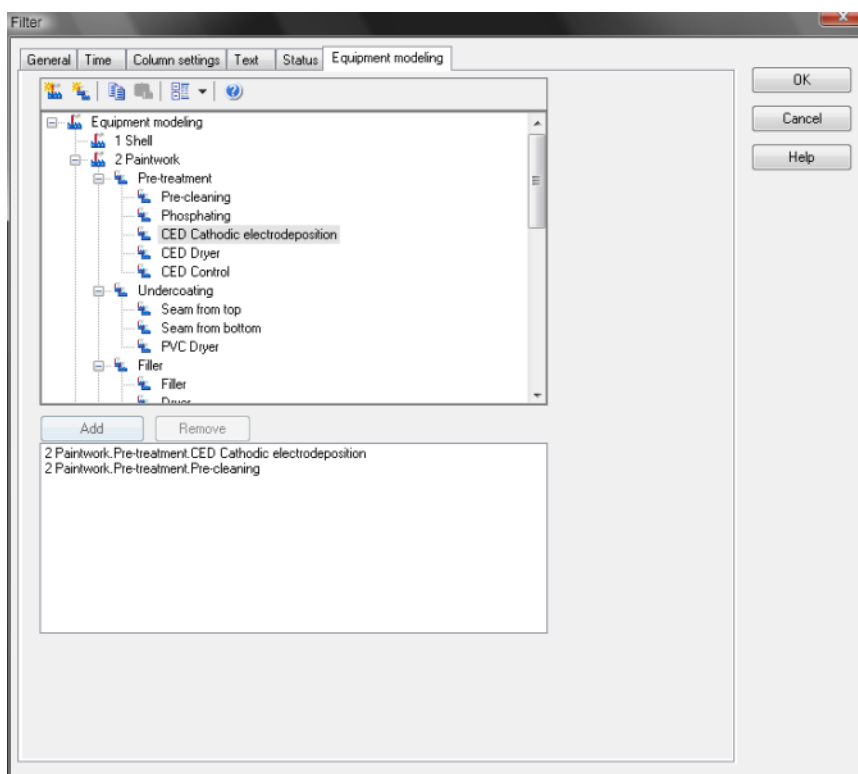 Filter
General Time Column settings Text Status Equipment modeling
OK
Cancel
Help
Equipment modeling
1 Shell
2 Paintwork
Pre-treatment
Pre-cleaning
Phosphating
CED Cathodic electrodeposition
CED Dryer
CED Control
Undercoating
Seam from top
Seam from bottom
PVC Dryer
Filler
Filler
Dryer
Add Remove
2 Paintwork.Pre-treatment.CED Cathodic electrodeposition
2 Paintwork.Pre-treatment.Pre-cleaning